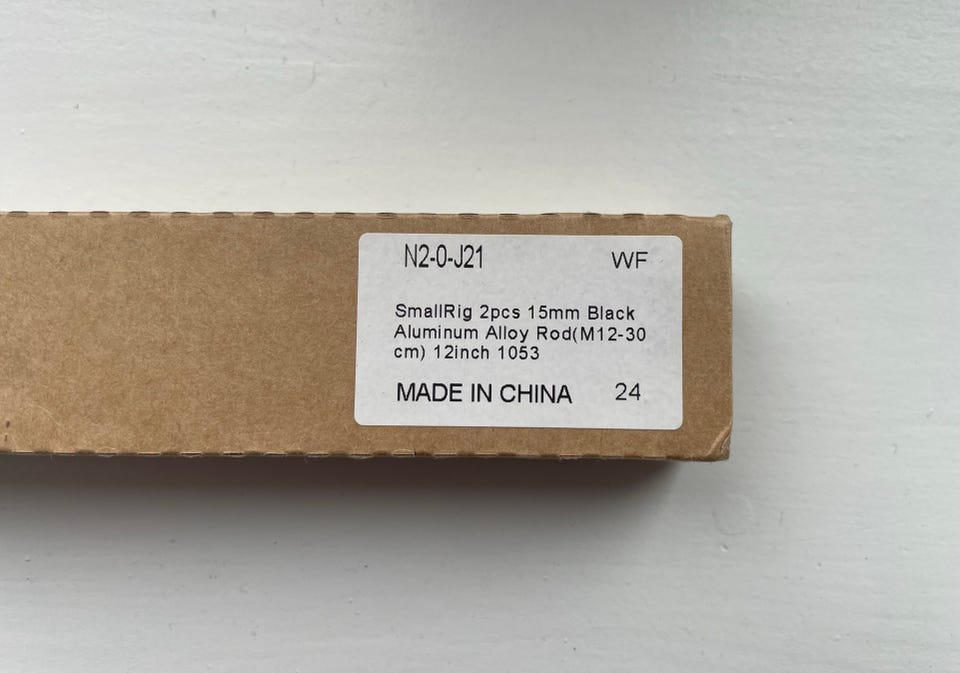 N2-0-J21 WF
SmallRig 2pcs 15mm Black
Aluminum Alloy Rod(M12-30
cm) 12inch 1053
MADE IN CHINA 24